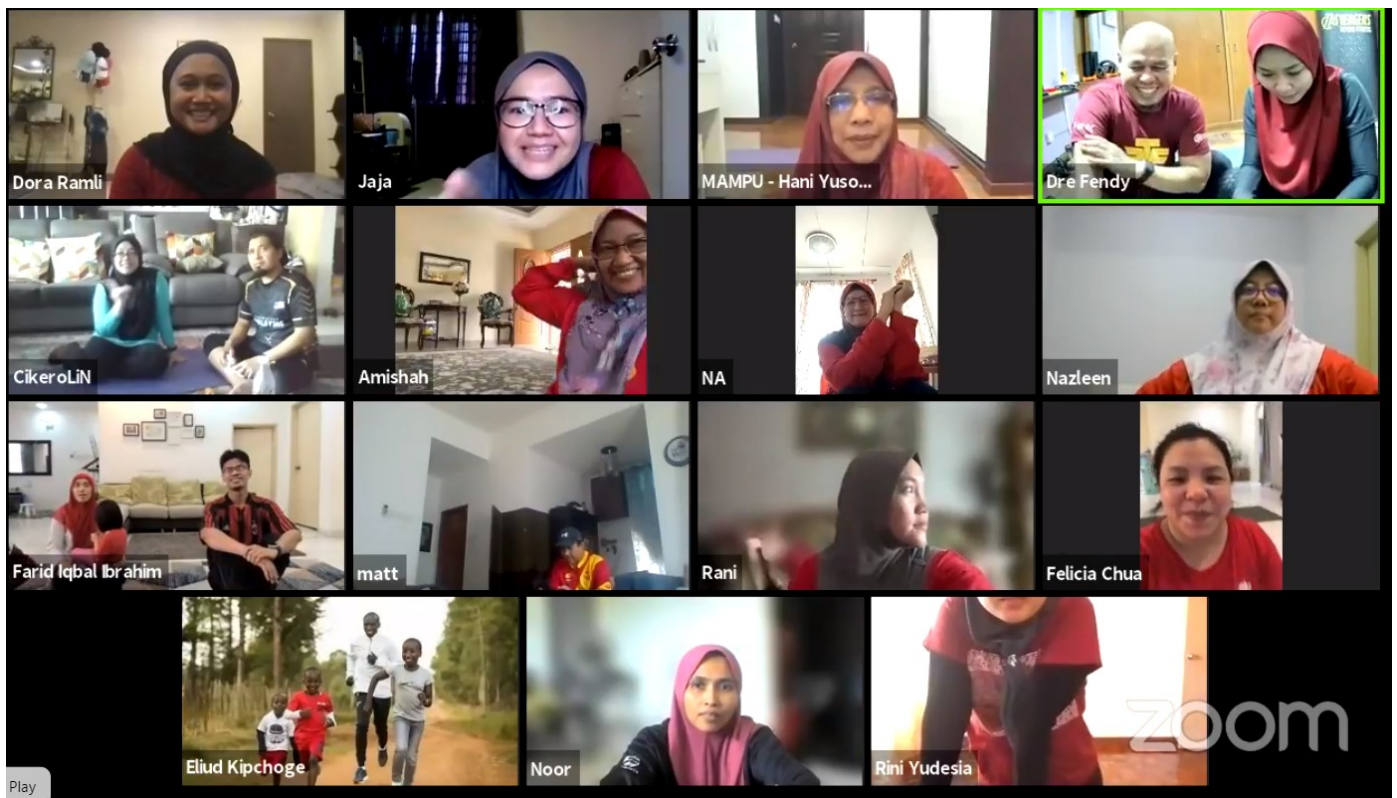 Dora Ramli
Jaja
MAMPU - Hani Yuso...
Dre Fendy
CikeroLiN
Amishah
NA
Nazleen
Farid Iqbal Ibrahim
matt
Rani
Felicia Chua
Eliud Kipchoge
Noor
Rini Yudesia
zoom
Play